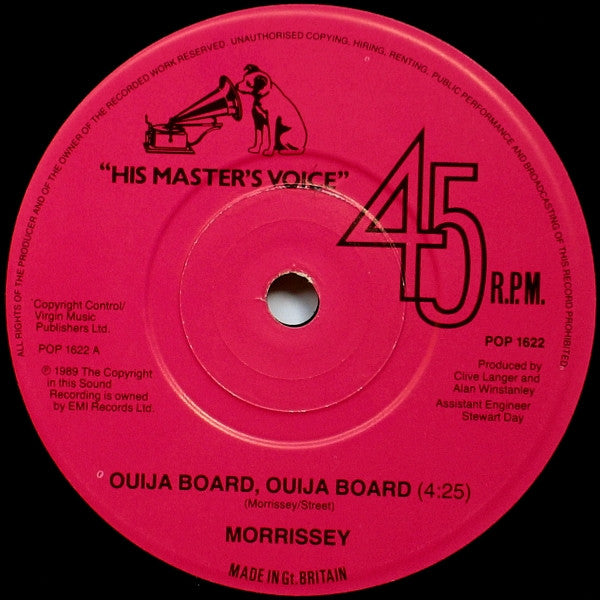 ALL RIGHTS OF THE PRODUCER AND OF THE OWNER OF THE RECORDED WORK RESERVED. UNAUTHORISED COPYING, HIRING, RENTING, PUBLIC PERFORMANCE AND BROADCASTING OF THIS RECORD PROHIBITED.
"HIS MASTER'S VOICE"
45 R.P.M.
Copyright Control/
Virgin Music
Publishers Ltd.
POP 1622 A
℗ 1989 The Copyright
in this Sound
Recording is owned
by EMI Records Ltd.
POP 1622
Produced by
Clive Langer and
Alan Winstanley
Assistant Engineer
Stewart Day
OUIJA BOARD, OUIJA BOARD (4:25)
(Morrissey/Street)
MORRISSEY
MADE IN Gt. BRITAIN